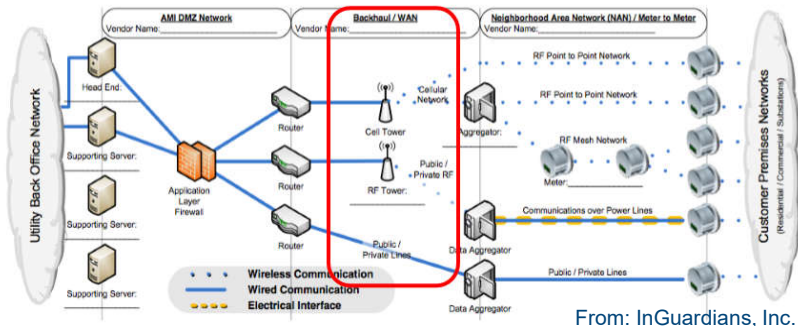 AMI DMZ Network
Vendor Name:
Backhaul / WAN
Vendor Name:
Neighborhood Area Network (NAN) / Meter to Meter
Vendor Name:
Utility Back Office Network
Head End:
Supporting Server:
Supporting Server:
Supporting Server:
Application
Layer
Firewall
Router
Router
Router
Cell Tower
RF Tower:
Cellular
Network
Public /
Private RF
Public /
Private Lines
Aggregator:
Data Aggregator
Data Aggregator
RF Point to Point Network
RF Point to Point Network
RF Mesh Network
Meter:
Communications over Power Lines
Public / Private Lines
Customer Premises Networks
(Residential / Commercial / Substations)
Wireless Communication
Wired Communication
Electrical Interface
From: InGuardians, Inc.